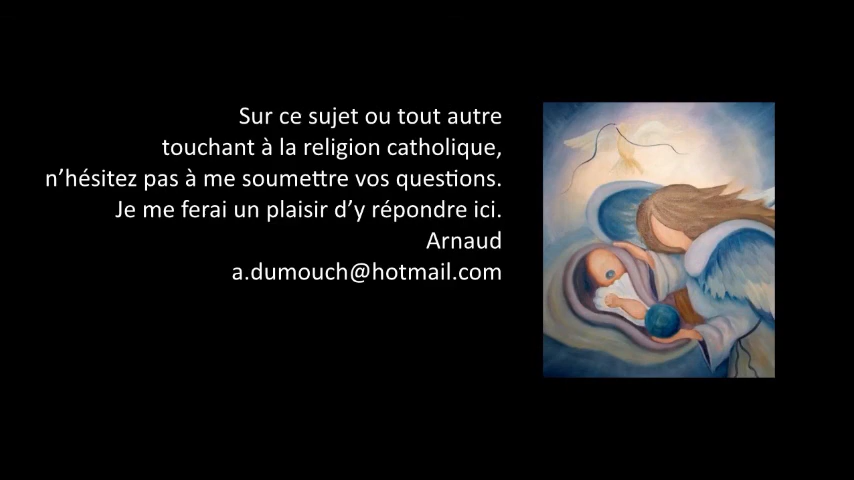 Sur ce sujet ou tout autre
touchant à la religion catholique,
n’hésitez pas à me soumettre vos questions.
Je me ferai un plaisir d’y répondre ici.
Arnaud
a.dumouch@hotmail.com